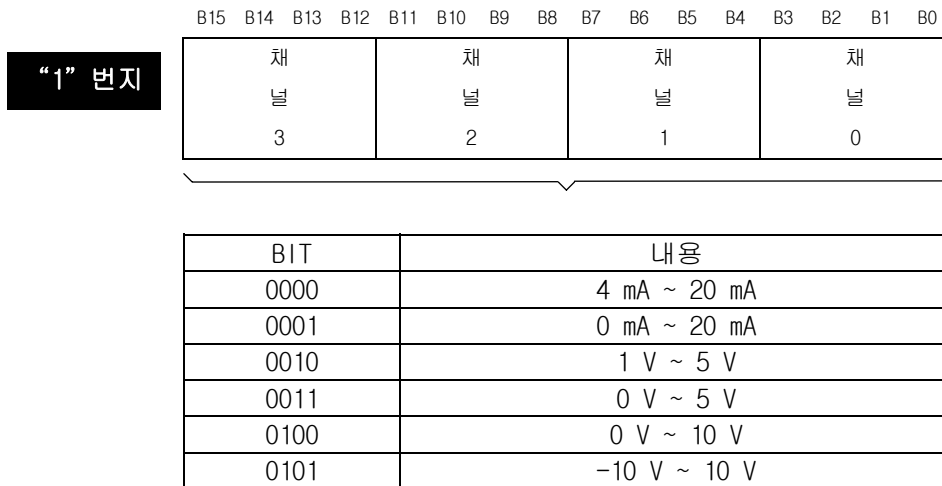 B15 B14 B13 B12 B11 B10 B9 B8 B7 B6 B5 B4 B3 B2 B1 B0
“1” 번지
채 채 채 채
널 널 널 널
3 2 1 0
BIT 내용
0000 4 mA ~ 20 mA
0001 0 mA ~ 20 mA
0010 1 V ~ 5 V
0011 0 V ~ 5 V
0100 0 V ~ 10 V
0101 -10 V ~ 10 V